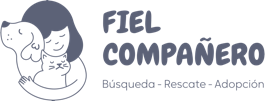 FIEL
COMPAÑERO
Búsqueda - Rescate - Adopción